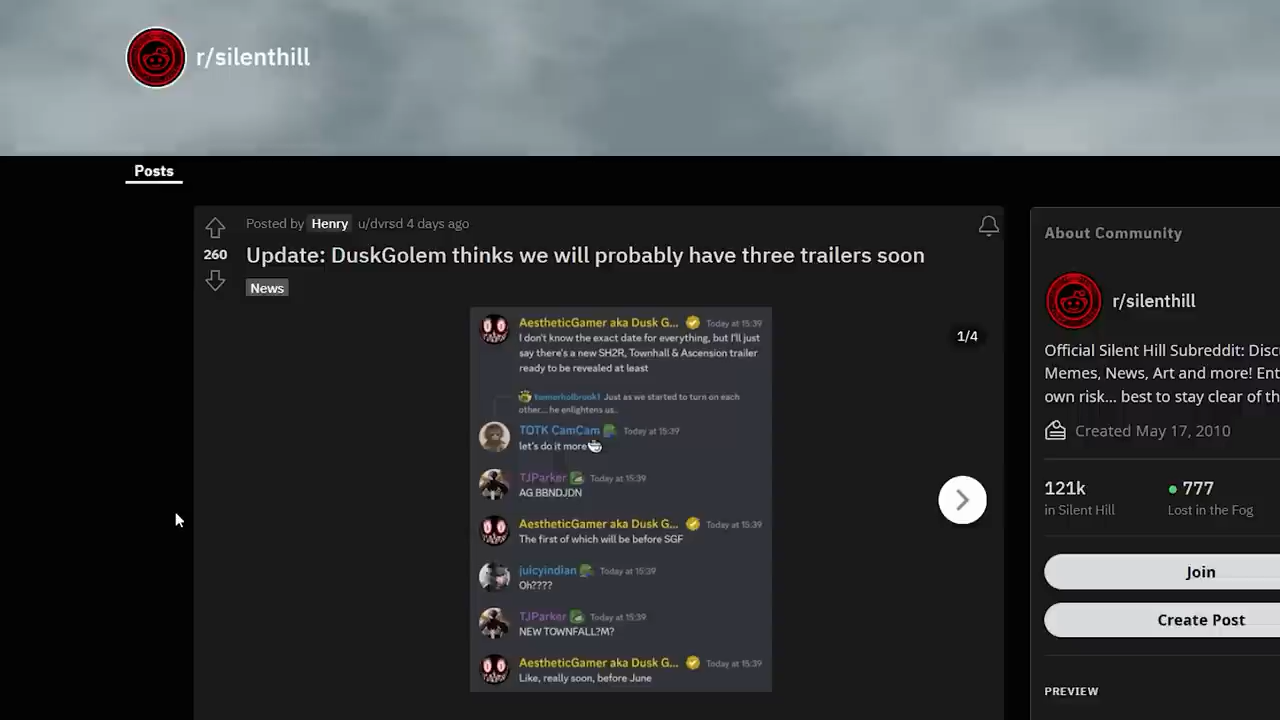 r/silenthill
Posts
Posted by Henry u/dvrsd 4 days ago
260
Update: DuskGolem thinks we will probably have three trailers soon
News
AestheticGamer aka Dusk G... Today at 15:39
I don't know the exact date for everything, but I'll just
say there's a new SH2R, Townhall & Ascension trailer
ready to be revealed at least
tannerholbrook1 Just as we started to turn on each
other... he enlightens us..
TOTK CamCam Today at 15:39
let's do it more
TJParker Today at 15:39
AG BBNDJDN
AestheticGamer aka Dusk G... Today at 15:39
The first of which will be before SGF
juicyindian Today at 15:39
Oh????
TJParker Today at 15:39
NEW TOWNFALL?M?
AestheticGamer aka Dusk G... Today at 15:39
Like, really soon, before June
1/4
About Community
r/silenthill
Official Silent Hill Subreddit: Disc
Memes, News, Art and more! Ent
own risk... best to stay clear of th
Created May 17, 2010
121k
in Silent Hill
777
Lost in the Fog
Join
Create Post
PREVIEW